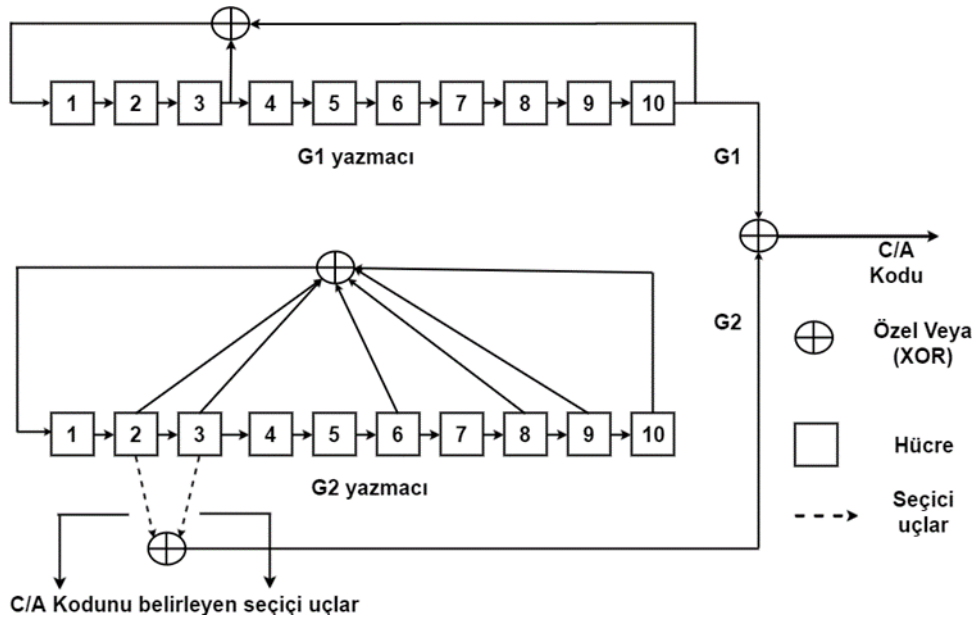 1 2 3 4 5 6 7 8 9 10
G1 yazmacı
G1
C/A
Kodu
G2
Özel Veya
(XOR)
1 2 3 4 5 6 7 8 9 10
Hücre
G2 yazmacı
Seçici
uçlar
C/A Kodunu belirleyen seçiçi uçlar